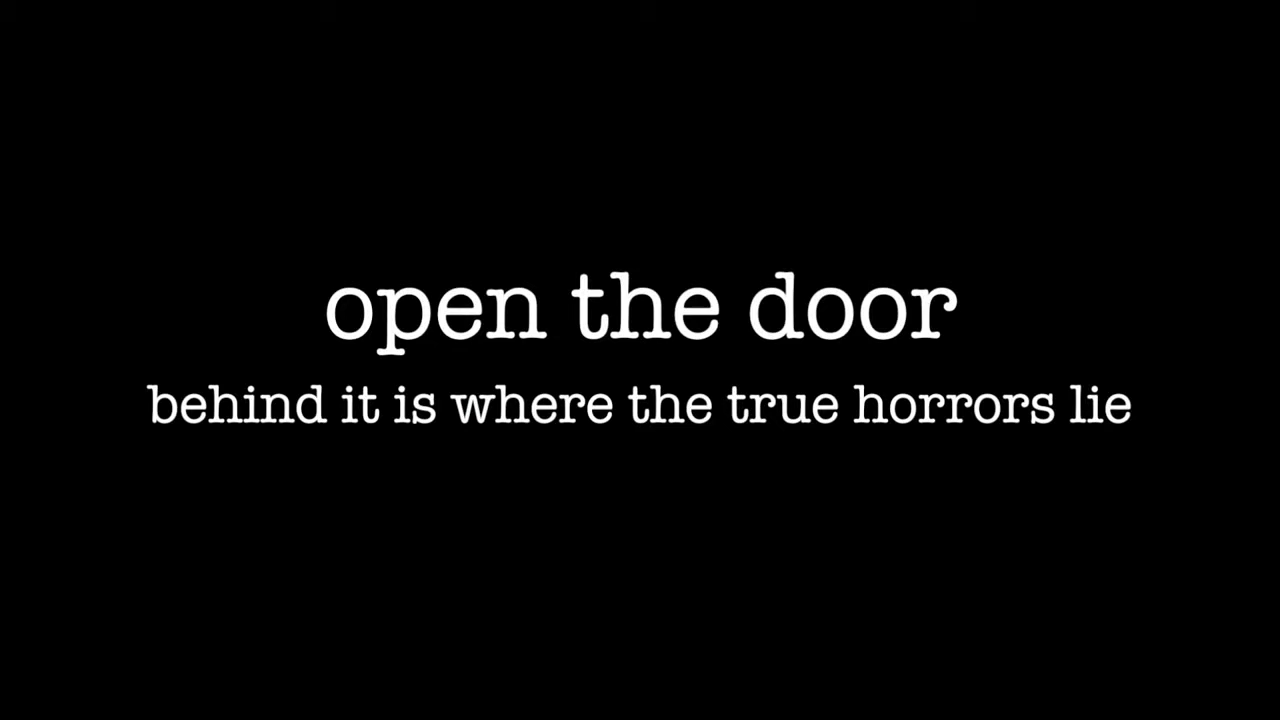 open the door
behind it is where the true horrors lie